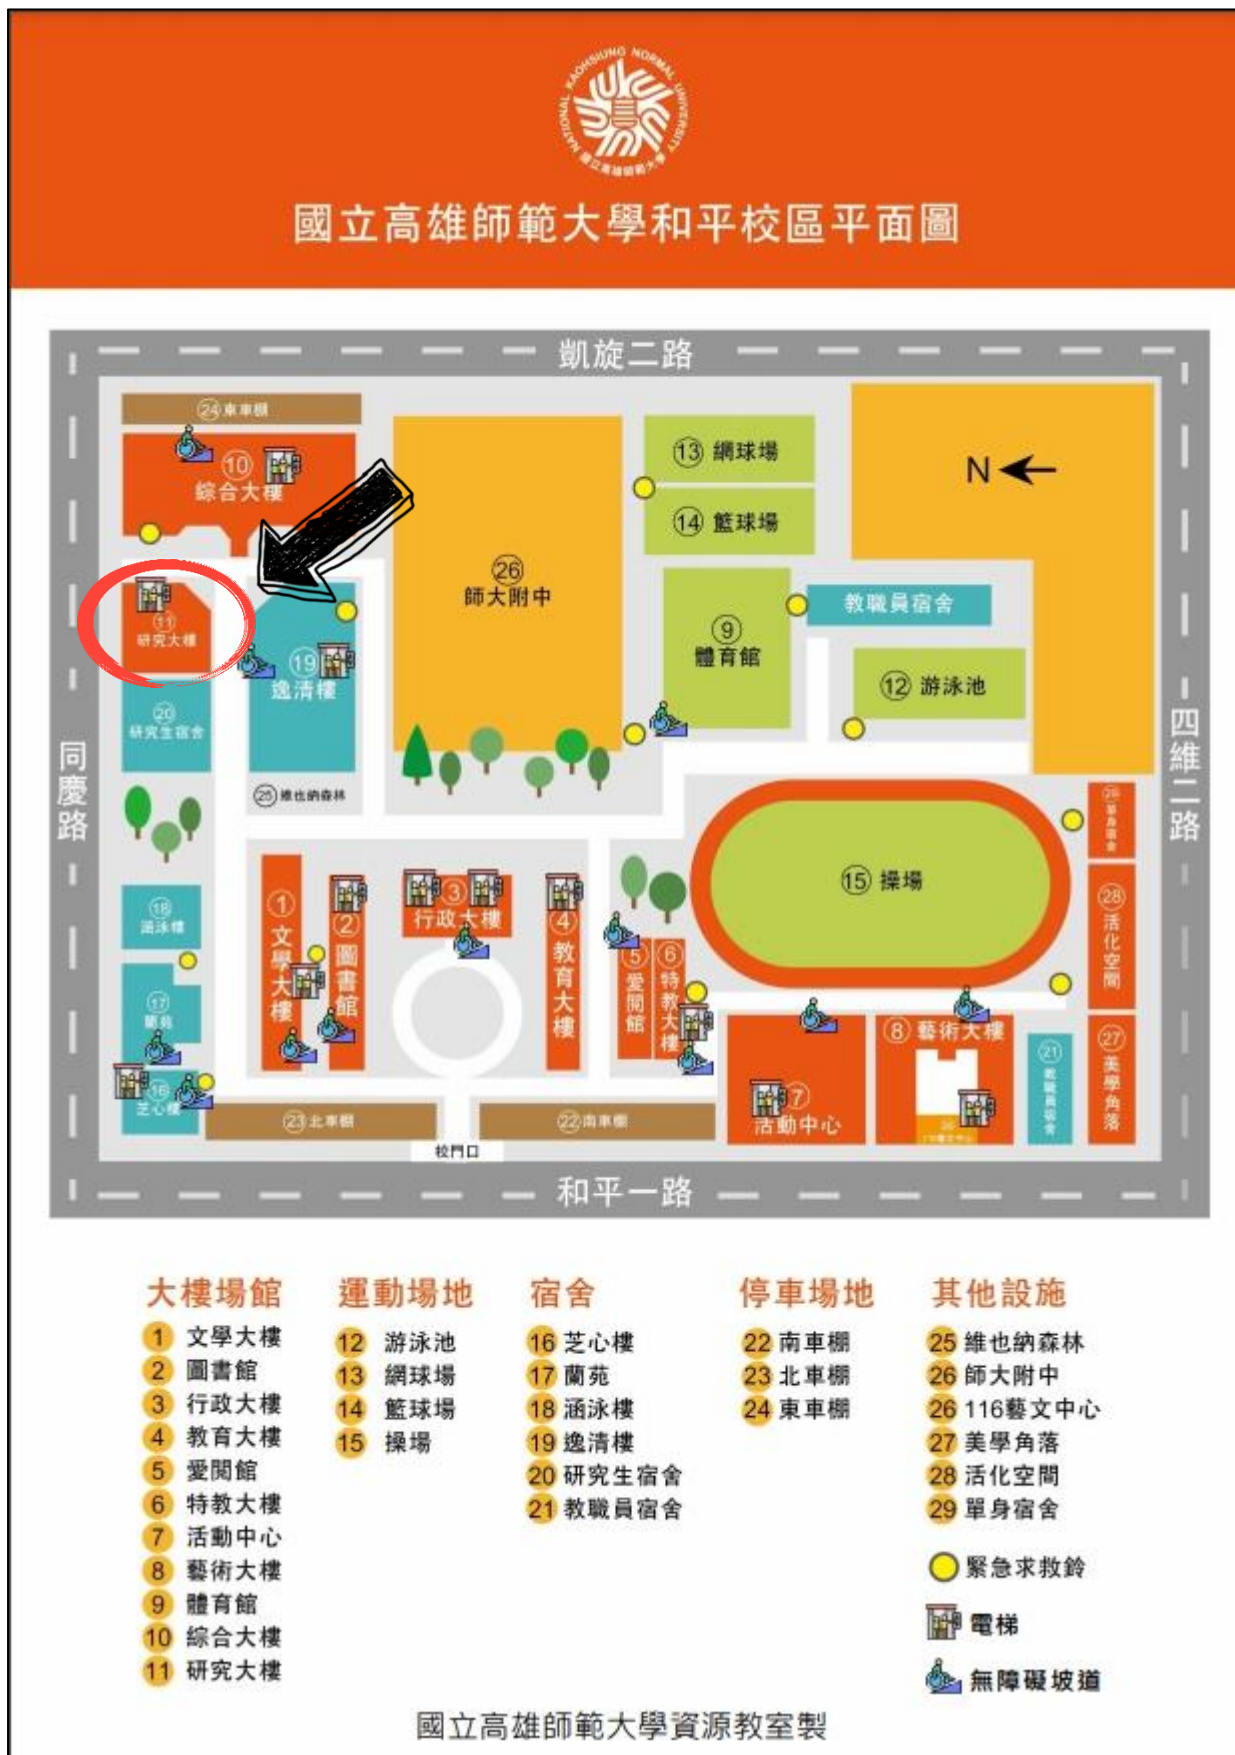 NATIONAL KAOHSIUNG NORMAL UNIVERSITY
國立高雄師範大學
國立高雄師範大學和平校區平面圖
凱旋二路
24 東車棚
10
綜合大樓
13 網球場
14 籃球場
N
26
師大附中
11
研究大樓
19
逸清樓
9
體育館
教職員宿舍
12 游泳池
20
研究生宿舍
25 維也納森林
同慶路
四維二路
29
單身宿舍
15 操場
1
文學大樓
2
圖書館
3
行政大樓
4
教育大樓
5
愛閱館
6
特教大樓
28
活化空間
18
涵泳樓
17
蘭苑
16
芝心樓
8 藝術大樓
7
活動中心
21
教職員宿舍
27
美學角落
23 北車棚
22 南車棚
校門口
和平一路
大樓場館
1 文學大樓
2 圖書館
3 行政大樓
4 教育大樓
5 愛閱館
6 特教大樓
7 活動中心
8 藝術大樓
9 體育館
10 綜合大樓
11 研究大樓
運動場地
12 游泳池
13 網球場
14 籃球場
15 操場
宿舍
16 芝心樓
17 蘭苑
18 涵泳樓
19 逸清樓
20 研究生宿舍
21 教職員宿舍
停車場地
22 南車棚
23 北車棚
24 東車棚
其他設施
25 維也納森林
26 師大附中
26 116藝文中心
27 美學角落
28 活化空間
29 單身宿舍
緊急求救鈴
電梯
無障礙坡道
國立高雄師範大學資源教室製